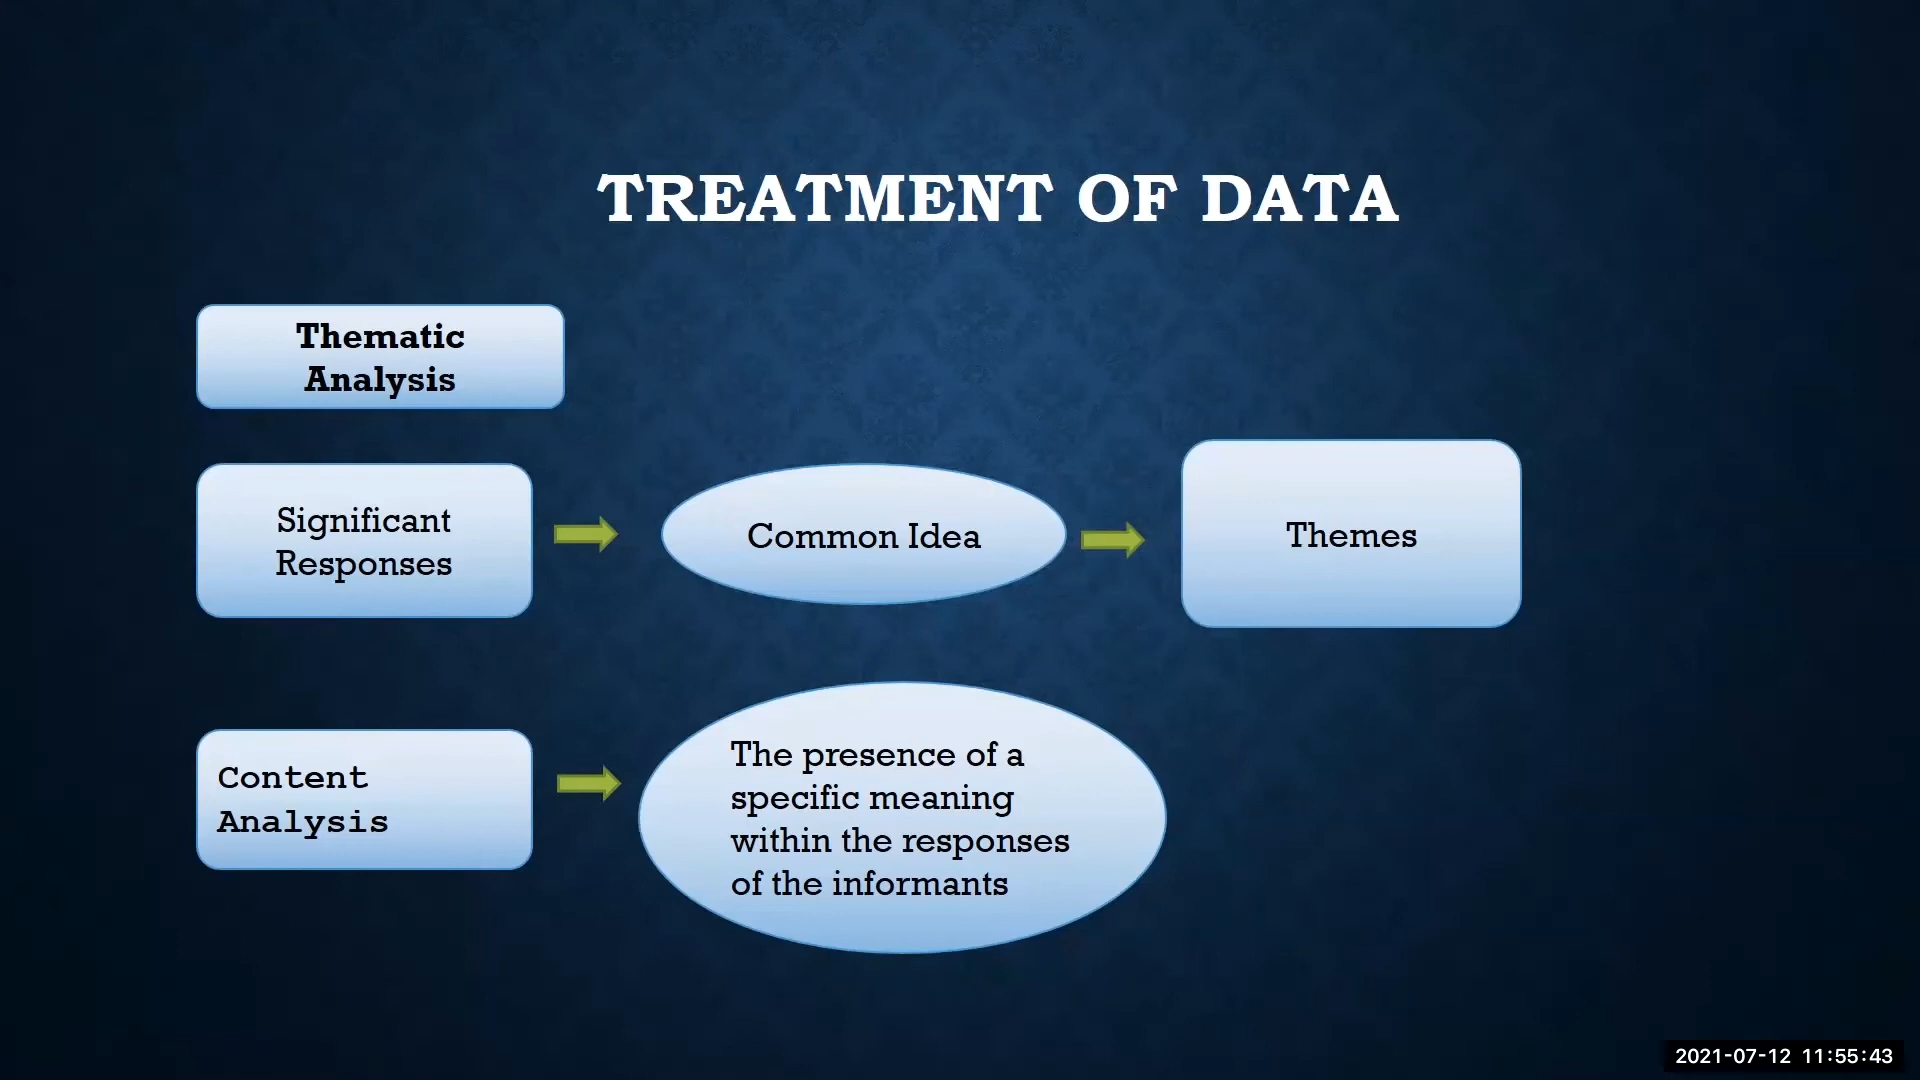 TREATMENT OF DATA
Thematic
Analysis
Significant
Responses
Common Idea
Themes
Content
Analysis
The presence of a
specific meaning
within the responses
of the informants
2021-07-12 11:55:43